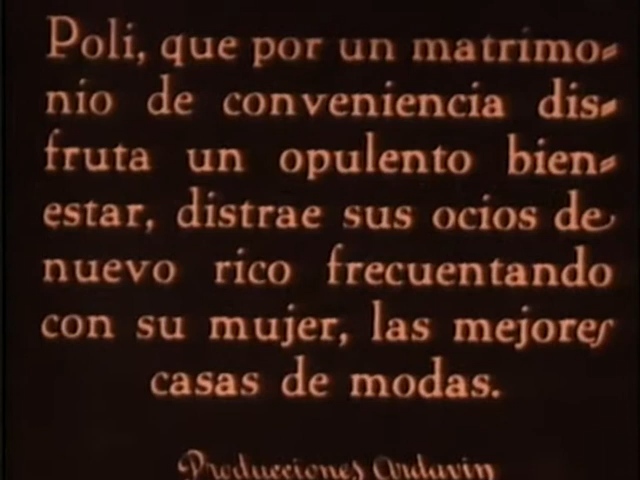 Poli, que por un matrimo=
nio de conveniencia dis=
fruta un opulento bien=
estar, distrae sus ocios de
nuevo rico frecuentando
con su mujer, las mejores
casas de modas.
Producciones Ardavin